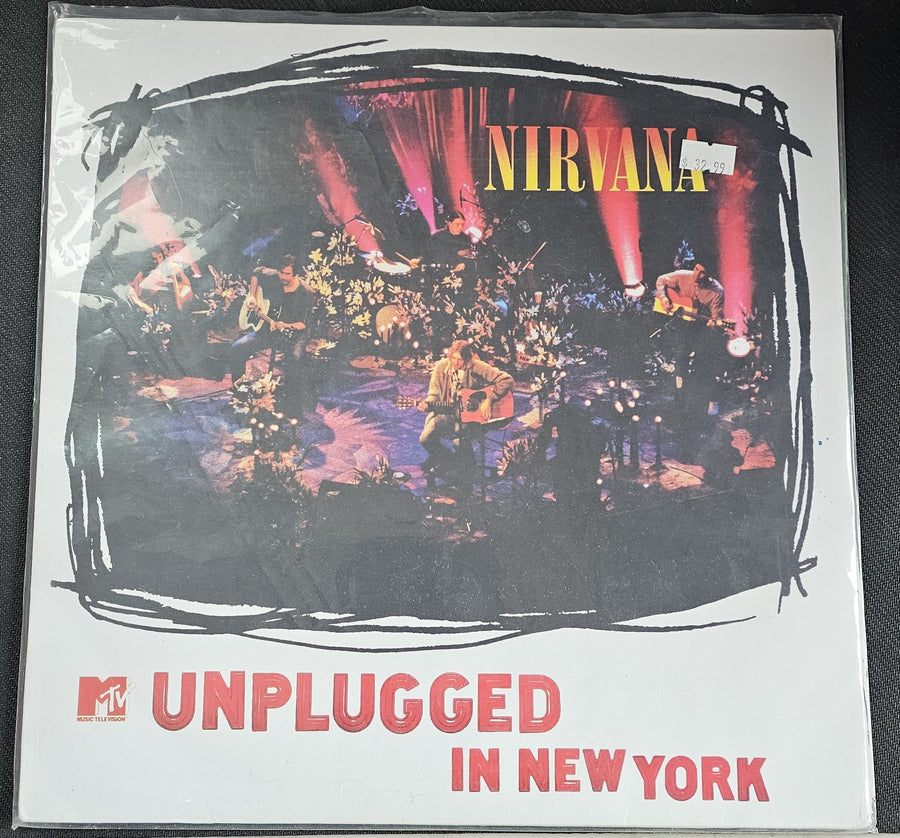 NIRVANA
$ 32.99
MTV
MUSIC TELEVISION
UNPLUGGED
IN NEW YORK